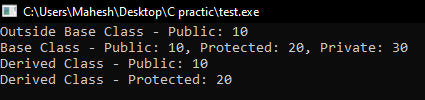 C:\Users\Mahesh\Desktop\C practic\test.exe
Outside Base Class - Public: 10
Base Class - Public: 10, Protected: 20, Private: 30
Derived Class - Public: 10
Derived Class - Protected: 20